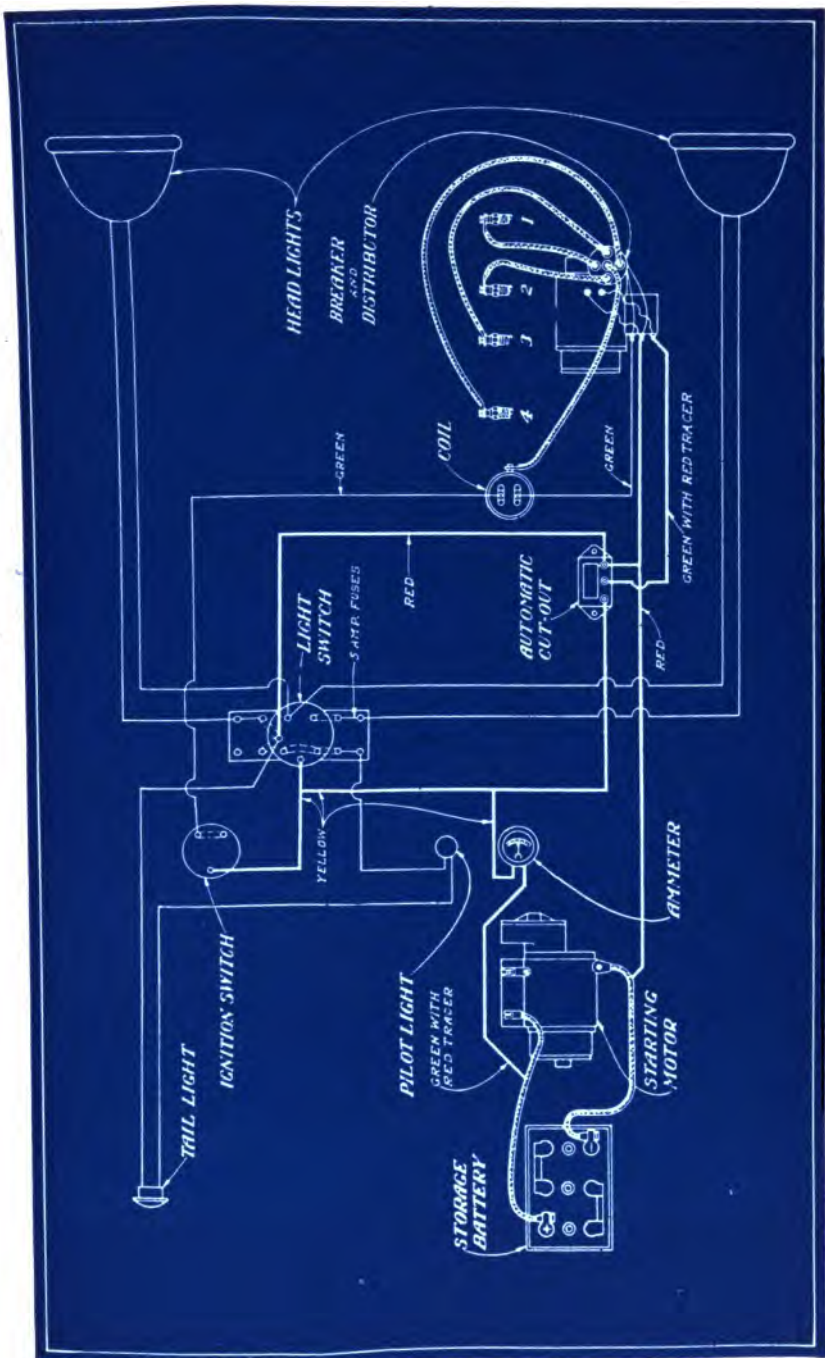 HEAD LIGHTS
BREAKER
AND
DISTRIBUTOR
1
2
3
4
COIL
GREEN
GREEN
GREEN WITH RED TRACER
RED
RED
AUTOMATIC
CUT-OUT
LIGHT
SWITCH
5 AMP. FUSES
YELLOW
IGNITION SWITCH
TAIL LIGHT
PILOT LIGHT
GREEN WITH
RED TRACER
AMMETER
STARTING
MOTOR
STORAGE
BATTERY
+
-